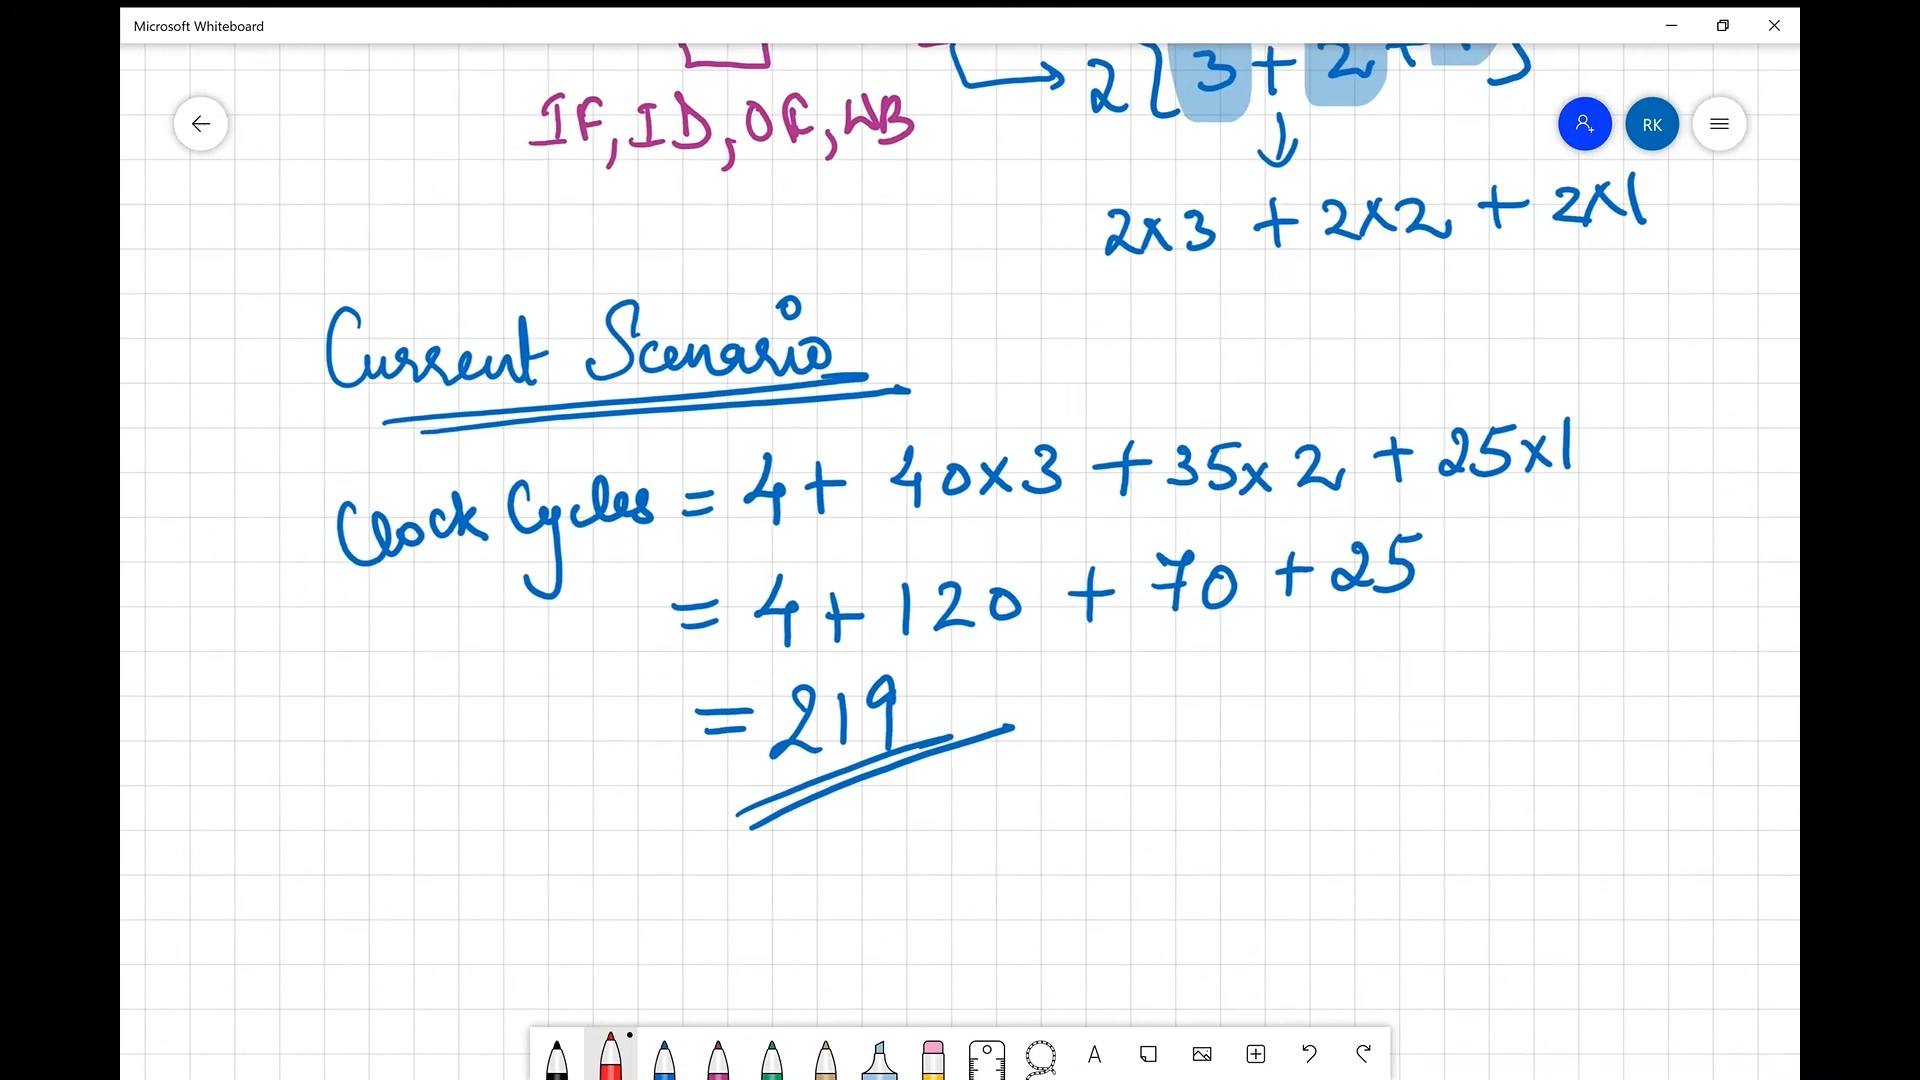 Microsoft Whiteboard
2[3+2+
IF, ID, OF, WB
RK
2x3 + 2x2 + 2x1
Current Scenario
Clock Cycles = 4 + 40x3 + 35x2 + 25x1
= 4 + 120 + 70 + 25
= 219
A